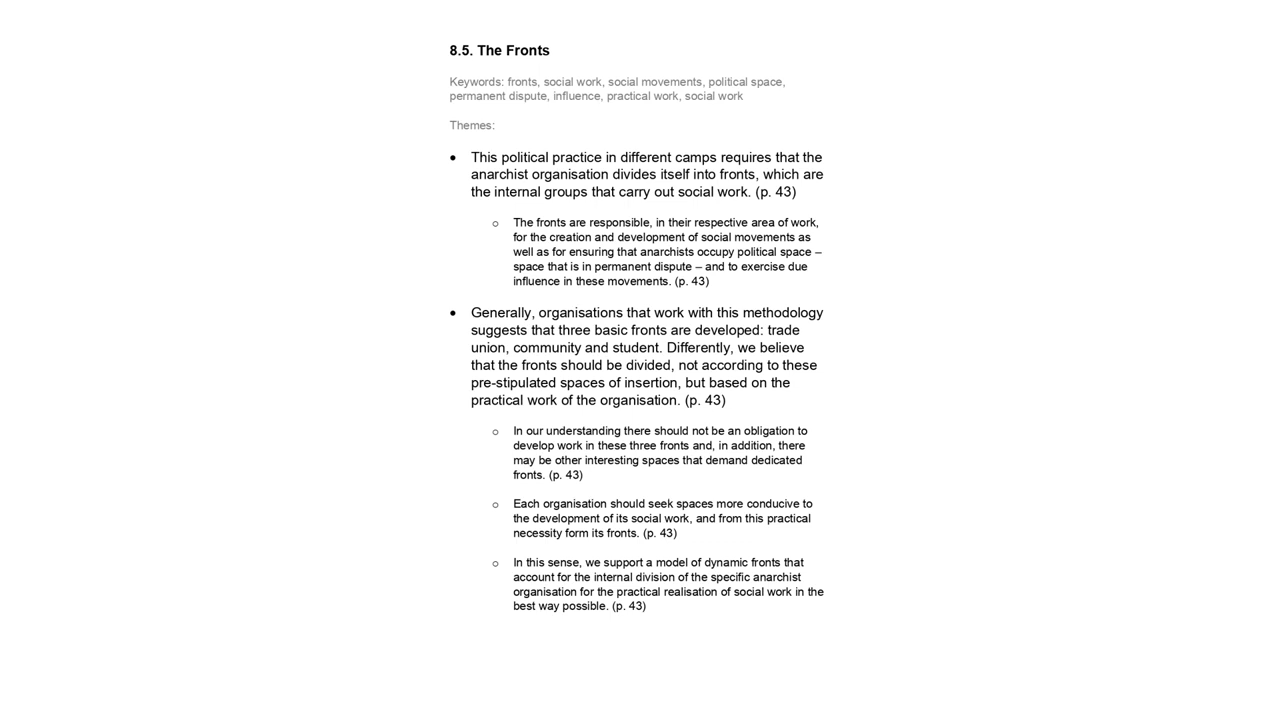 8.5. The Fronts
Keywords: fronts, social work, social movements, political space,
permanent dispute, influence, practical work, social work
Themes:
• This political practice in different camps requires that the
anarchist organisation divides itself into fronts, which are
the internal groups that carry out social work. (p. 43)
o The fronts are responsible, in their respective area of work,
for the creation and development of social movements as
well as for ensuring that anarchists occupy political space –
space that is in permanent dispute – and to exercise due
influence in these movements. (p. 43)
• Generally, organisations that work with this methodology
suggests that three basic fronts are developed: trade
union, community and student. Differently, we believe
that the fronts should be divided, not according to these
pre-stipulated spaces of insertion, but based on the
practical work of the organisation. (p. 43)
o In our understanding there should not be an obligation to
develop work in these three fronts and, in addition, there
may be other interesting spaces that demand dedicated
fronts. (p. 43)
o Each organisation should seek spaces more conducive to
the development of its social work, and from this practical
necessity form its fronts. (p. 43)
o In this sense, we support a model of dynamic fronts that
account for the internal division of the specific anarchist
organisation for the practical realisation of social work in the
best way possible. (p. 43)